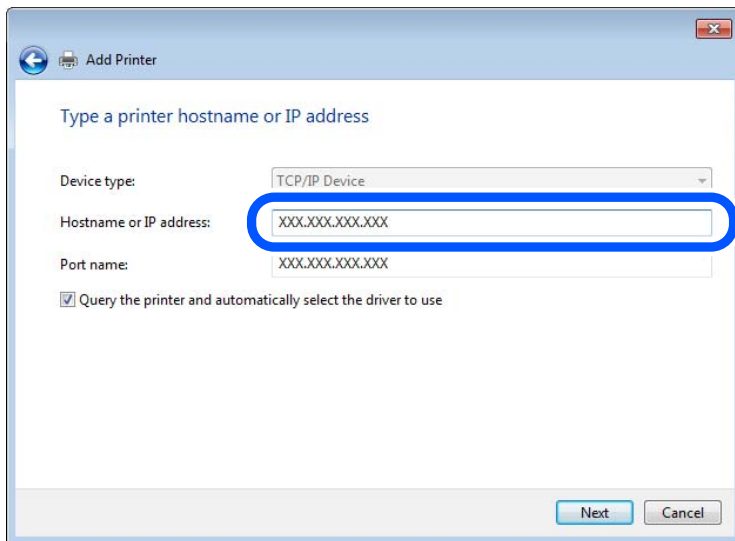 Add Printer
Type a printer hostname or IP address
Device type: TCP/IP Device
Hostname or IP address: XXX.XXX.XXX.XXX
Port name: XXX.XXX.XXX.XXX
Query the printer and automatically select the driver to use
Next Cancel